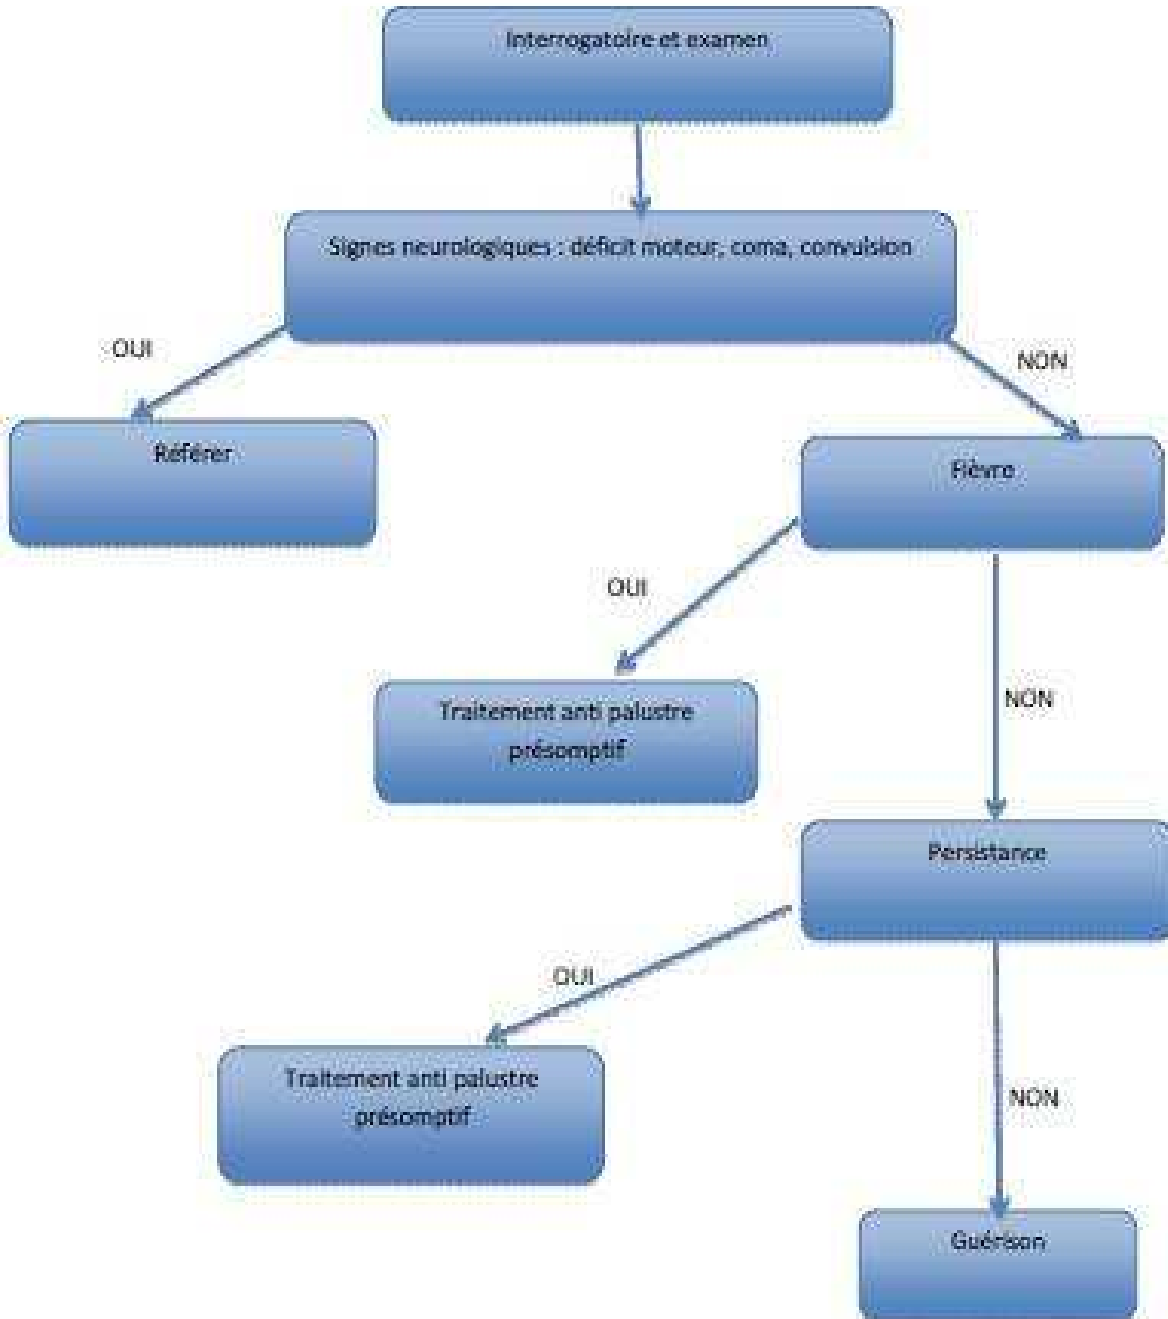 Interrogatoire et examen
Signes neurologiques : déficit moteur, coma, convulsion
OUI
NON
Référer
Fièvre
OUI
Traitement anti palustre
présomptif
NON
Persistance
OUI
Traitement anti palustre
présomptif
NON
Guérison